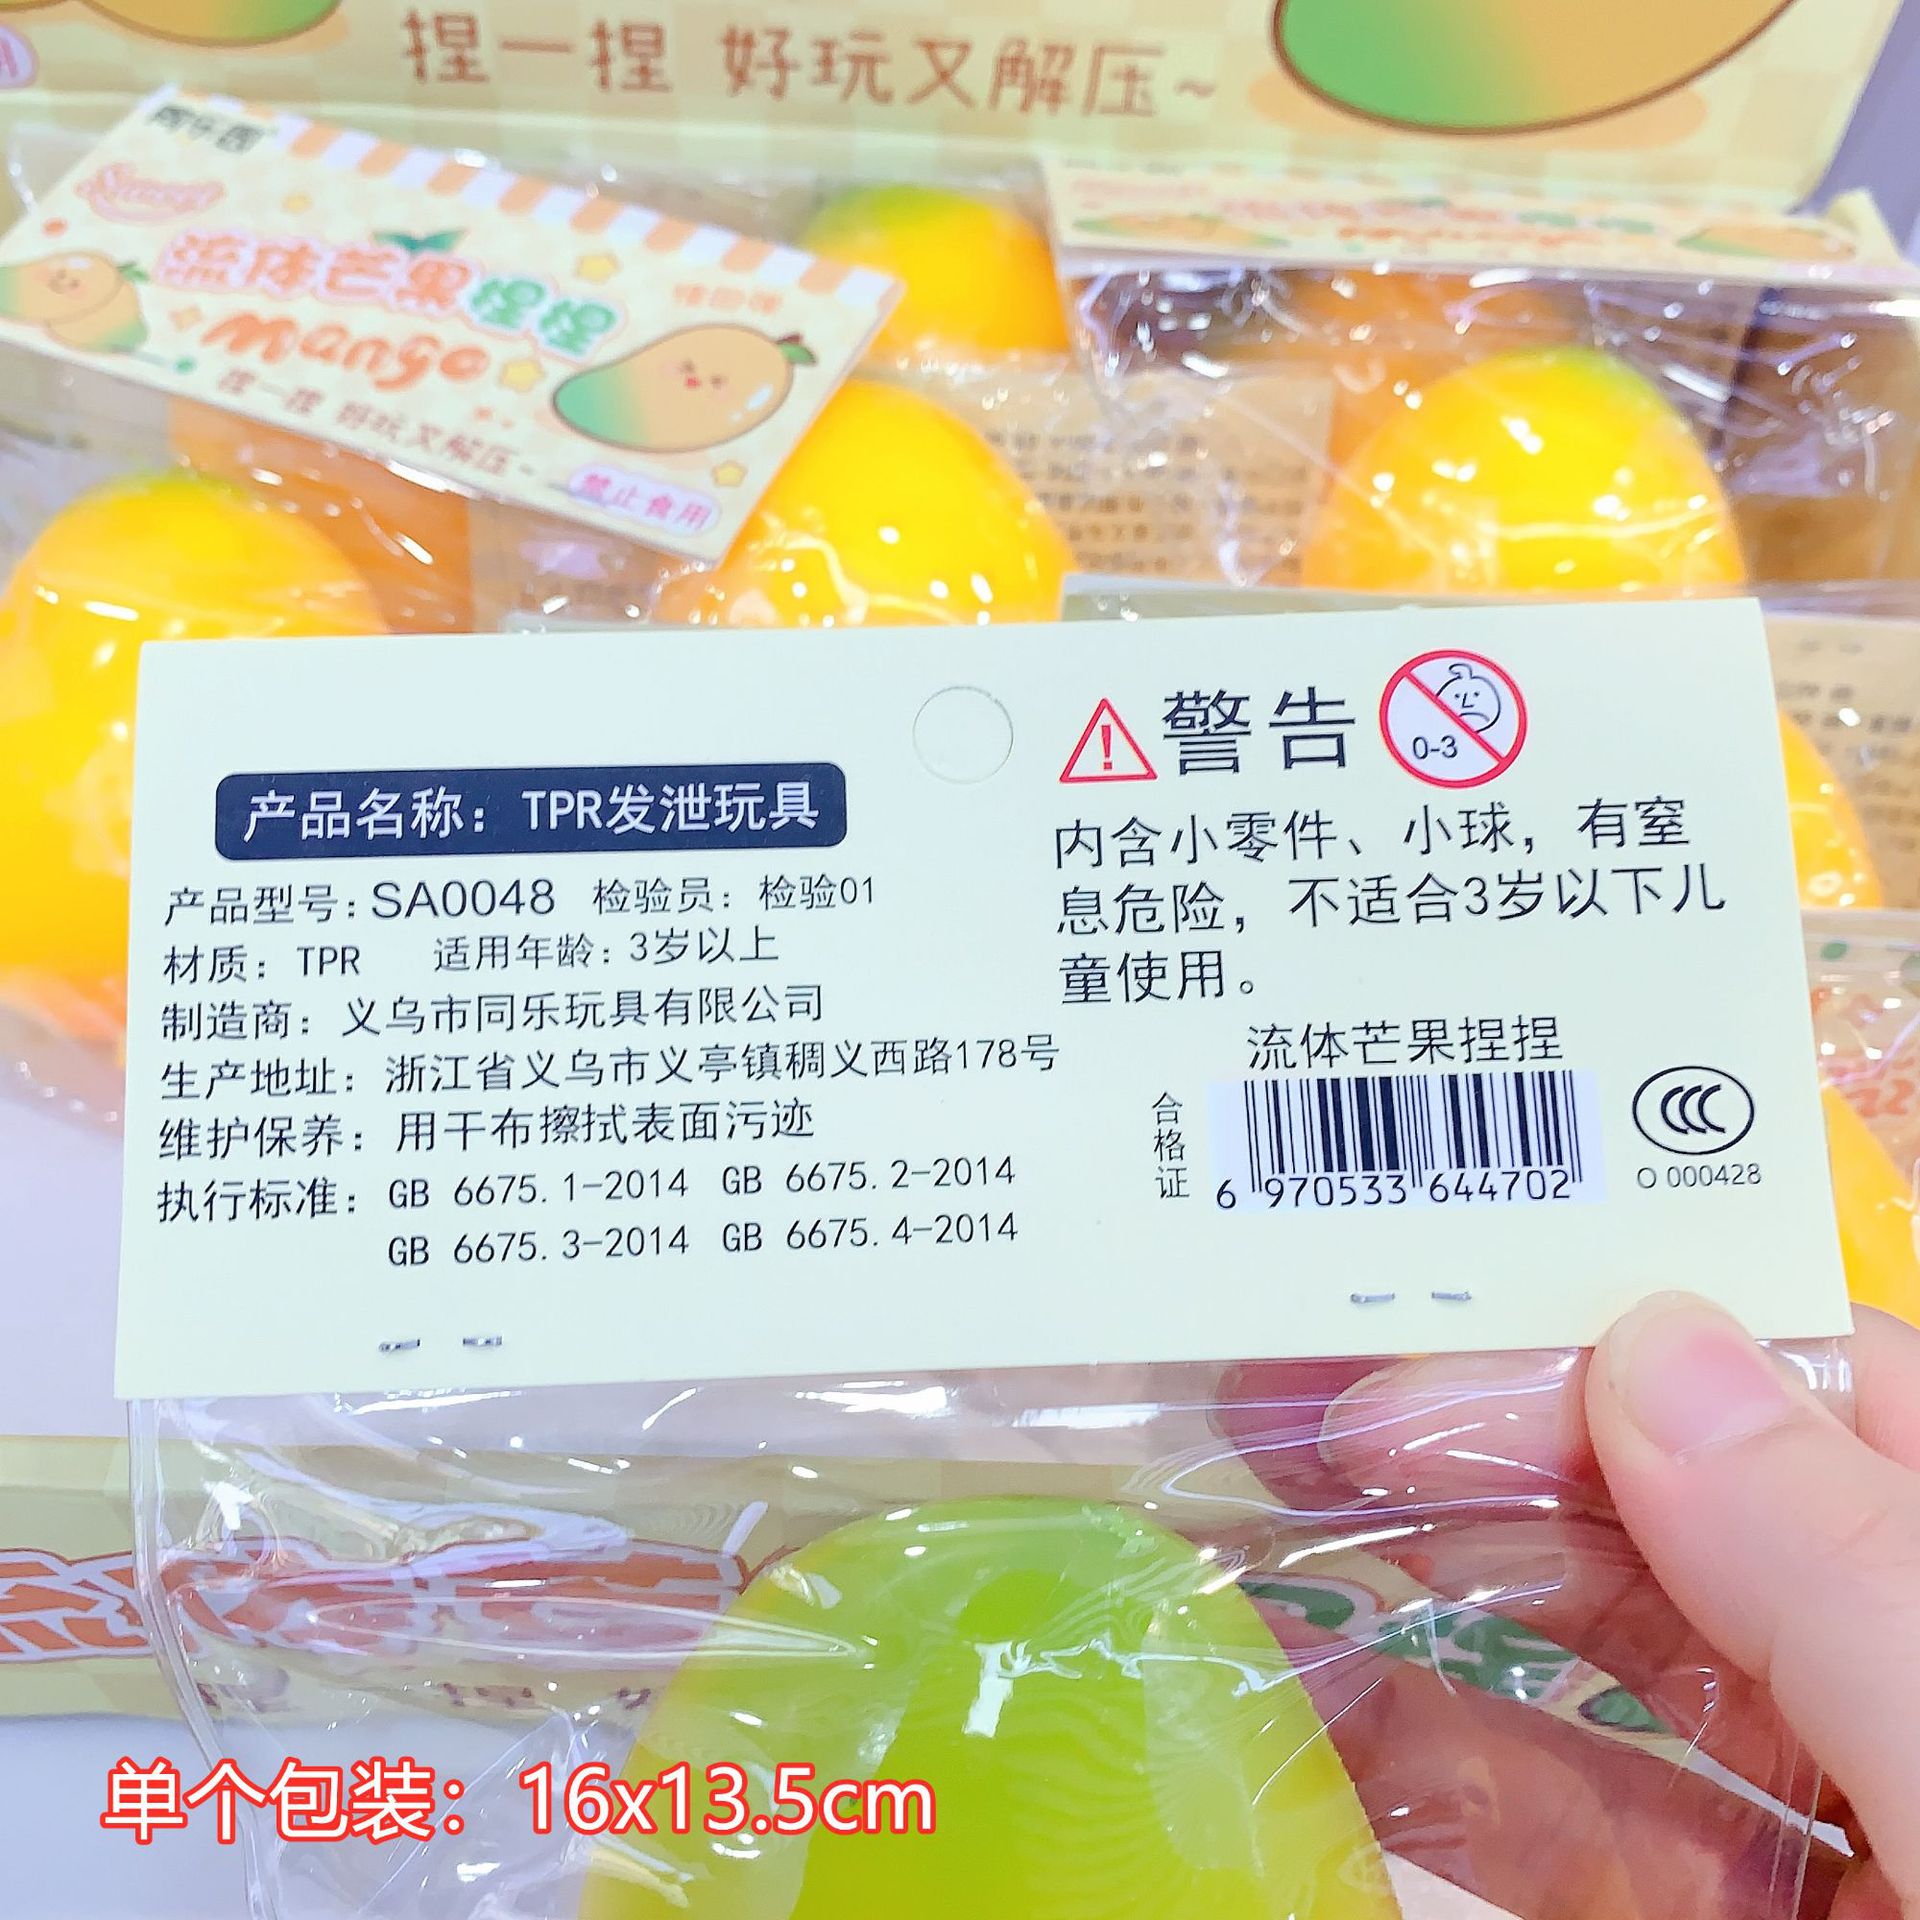 捏一捏 好玩又解压~
同乐园
Sweet
流体芒果捏捏
Mango
捏一捏 好玩又解压~
禁止食用
产品名称：TPR发泄玩具
产品型号：SA0048 检验员：检验01
材质：TPR 适用年龄：3岁以上
制造商：义乌市同乐玩具有限公司
生产地址：浙江省义乌市义亭镇稠义西路178号
维护保养：用干布擦拭表面污迹
执行标准：GB 6675.1-2014 GB 6675.2-2014
GB 6675.3-2014 GB 6675.4-2014
警告
0-3
内含小零件、小球，有窒
息危险，不适合3岁以下儿
童使用。
流体芒果捏捏
合格证
6 970533 644702
CCC
O 000428
单个包装：16x13.5cm